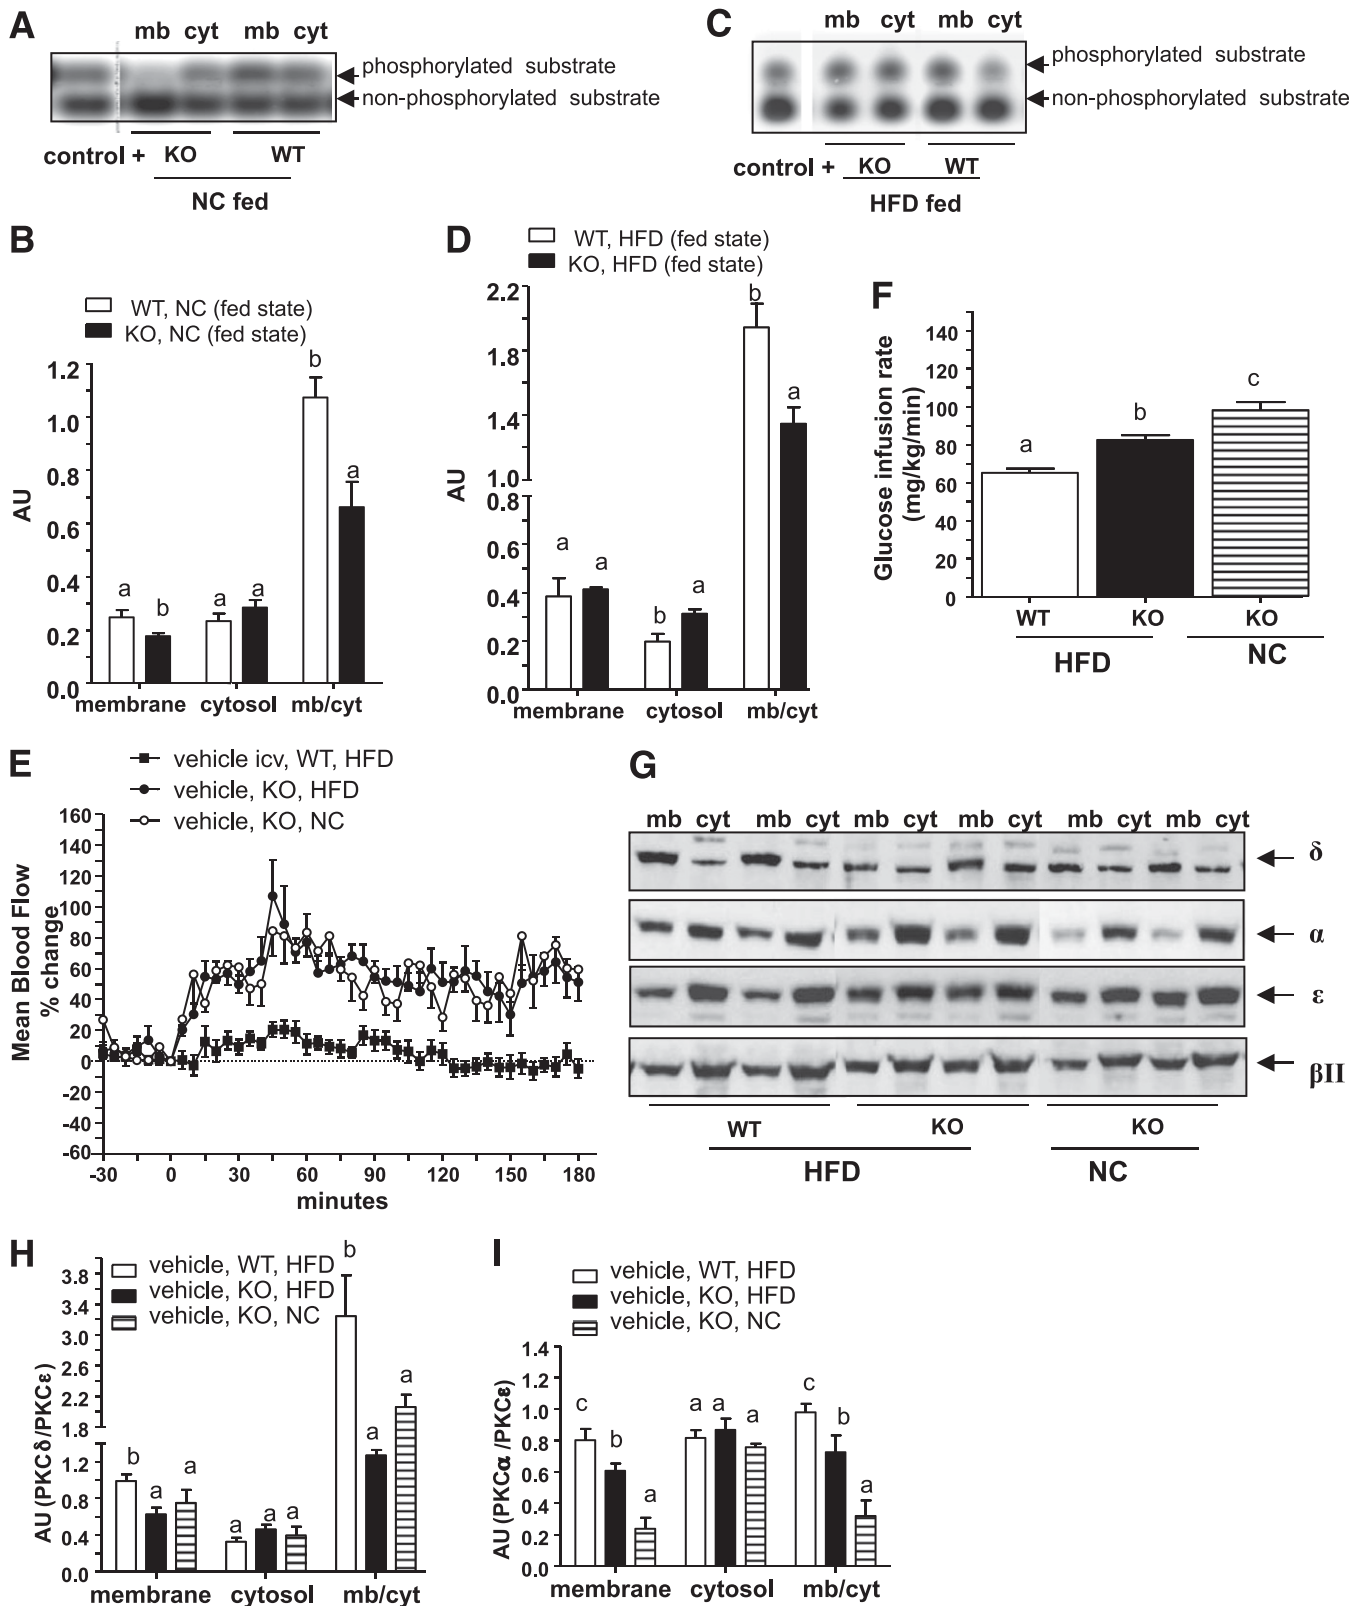 A
mb cyt mb cyt
phosphorylated substrate
non-phosphorylated substrate
control + KO WT
NC fed
C
mb cyt mb cyt
phosphorylated substrate
non-phosphorylated substrate
control + KO WT
HFD fed
B
WT, NC (fed state)
KO, NC (fed state)
AU
1.2
1.0
0.8
0.6
0.4
0.2
0.0
a b a a b a
membrane cytosol mb/cyt
D
WT, HFD (fed state)
KO, HFD (fed state)
AU
2.2
1.8
1.4
1.0
0.8
0.6
0.4
0.2
0.0
a a b a b a
membrane cytosol mb/cyt
F
Glucose infusion rate
(mg/kg/min)
140
120
100
80
60
40
20
0
a b c
WT KO KO
HFD NC
E
vehicle icv, WT, HFD
vehicle, KO, HFD
vehicle, KO, NC
Mean Blood Flow
% change
160
140
120
100
80
60
40
20
0
-20
-40
-60
-30 0 30 60 90 120 150 180
minutes
G
mb cyt mb cyt mb cyt mb cyt mb cyt mb cyt
δ
α
ε
βII
WT KO KO
HFD NC
H
vehicle, WT, HFD
vehicle, KO, HFD
vehicle, KO, NC
AU (PKCδ/PKCε)
3.8
3.4
3.0
2.6
2.2
1.8
1.2
0.8
0.4
0.0
b a a a a a b a a
membrane cytosol mb/cyt
I
vehicle, WT, HFD
vehicle, KO, HFD
vehicle, KO, NC
AU (PKCα/PKCε)
1.4
1.2
1.0
0.8
0.6
0.4
0.2
0.0
c b a a a a c b a
membrane cytosol mb/cyt